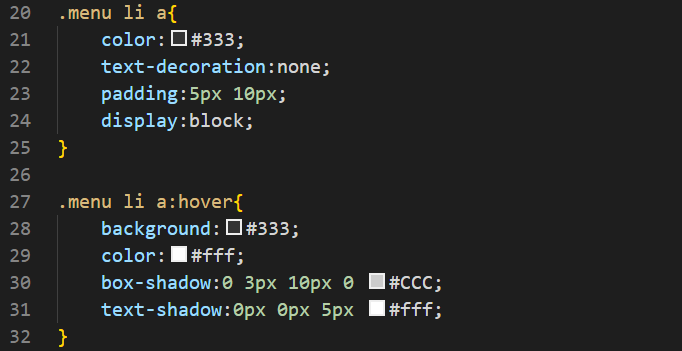 20 .menu li a{
21 color:#333;
22 text-decoration:none;
23 padding:5px 10px;
24 display:block;
25 }
26
27 .menu li a:hover{
28 background:#333;
29 color:#fff;
30 box-shadow:0 3px 10px 0 #CCC;
31 text-shadow:0px 0px 5px #fff;
32 }